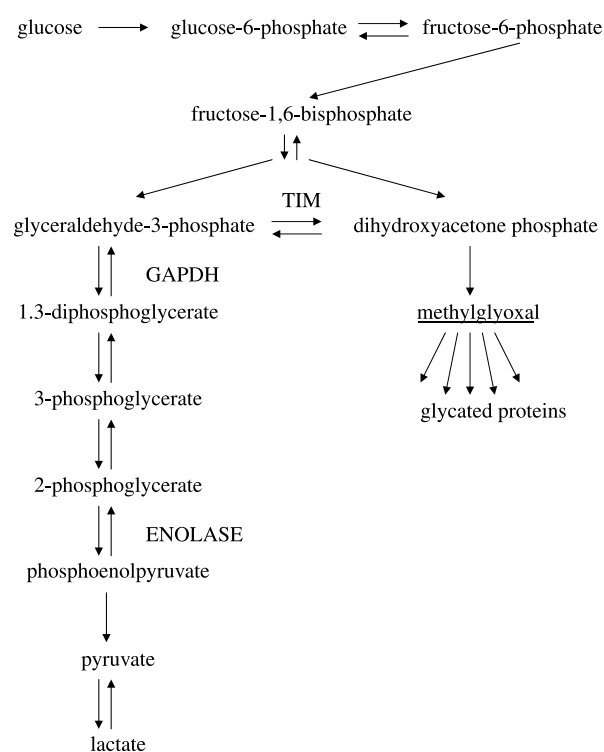 glucose glucose-6-phosphate fructose-6-phosphate
fructose-1,6-bisphosphate
TIM
glyceraldehyde-3-phosphate dihydroxyacetone phosphate
GAPDH
1.3-diphosphoglycerate methylglyoxal
3-phosphoglycerate glycated proteins
2-phosphoglycerate
ENOLASE
phosphoenolpyruvate
pyruvate
lactate